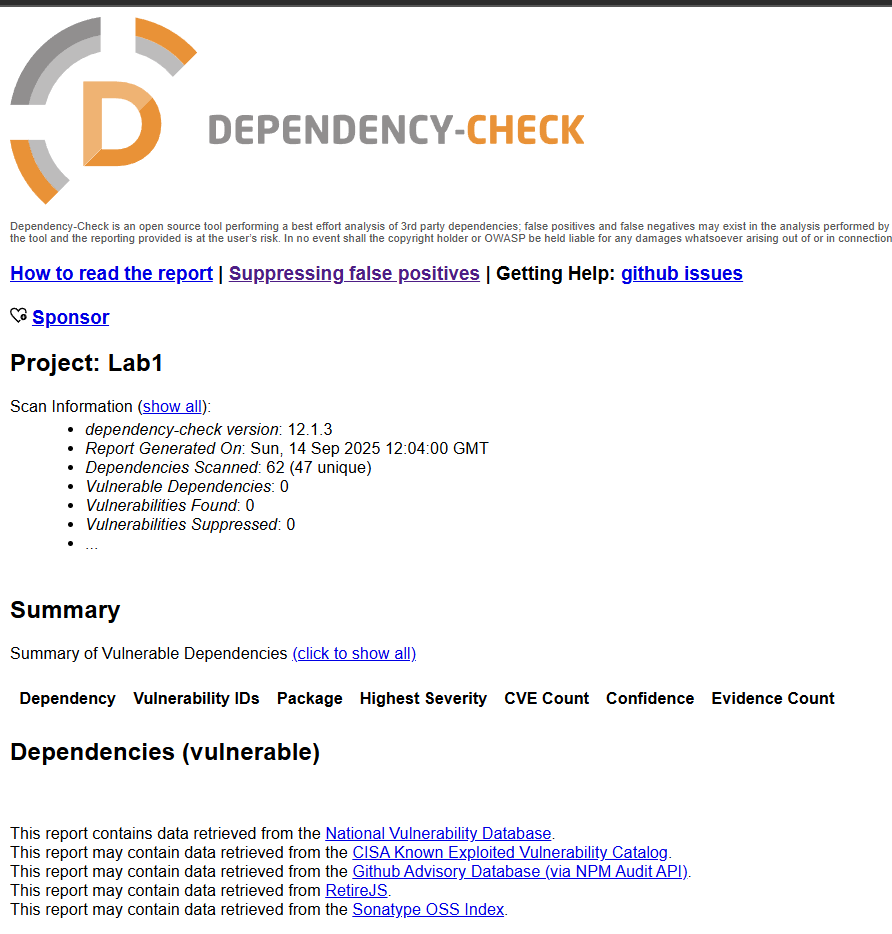 DEPENDENCY-CHECK
Dependency-Check is an open source tool performing a best effort analysis of 3rd party dependencies; false positives and false negatives may exist in the analysis performed by
the tool and the reporting provided is at the user's risk. In no event shall the copyright holder or OWASP be held liable for any damages whatsoever arising out of or in connection
How to read the report | Suppressing false positives | Getting Help: github issues
Sponsor
Project: Lab1
Scan Information (show all):
• dependency-check version: 12.1.3
• Report Generated On: Sun, 14 Sep 2025 12:04:00 GMT
• Dependencies Scanned: 62 (47 unique)
• Vulnerable Dependencies: 0
• Vulnerabilities Found: 0
• Vulnerabilities Suppressed: 0
• ...
Summary
Summary of Vulnerable Dependencies (click to show all)
Dependency Vulnerability IDs Package Highest Severity CVE Count Confidence Evidence Count
Dependencies (vulnerable)
This report contains data retrieved from the National Vulnerability Database.
This report may contain data retrieved from the CISA Known Exploited Vulnerability Catalog.
This report may contain data retrieved from the Github Advisory Database (via NPM Audit API).
This report may contain data retrieved from RetireJS.
This report may contain data retrieved from the Sonatype OSS Index.